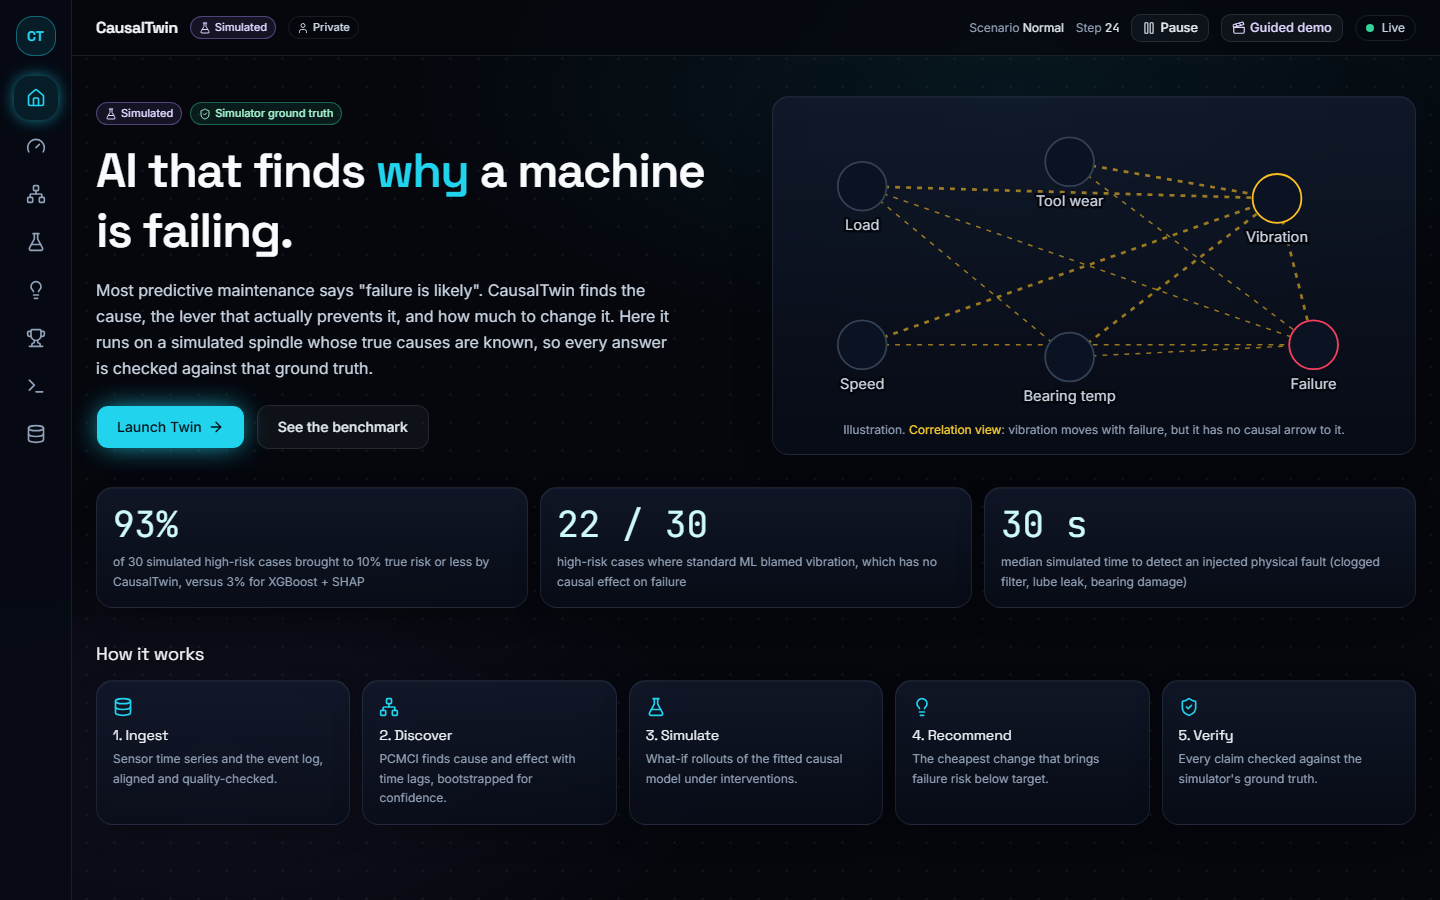 CT
CausalTwin
Simulated
Private
Scenario Normal
Step 24
Pause
Guided demo
Live
Simulated
Simulator ground truth
AI that finds why a machine
is failing.
Most predictive maintenance says "failure is likely". CausalTwin finds the
cause, the lever that actually prevents it, and how much to change it. Here it
runs on a simulated spindle whose true causes are known, so every answer
is checked against that ground truth.
Launch Twin
See the benchmark
Load
Tool wear
Vibration
Speed
Bearing temp
Failure
Illustration. Correlation view: vibration moves with failure, but it has no causal arrow to it.
93%
of 30 simulated high-risk cases brought to 10% true risk or less by
CausalTwin, versus 3% for XGBoost + SHAP
22 / 30
high-risk cases where standard ML blamed vibration, which has no
causal effect on failure
30 s
median simulated time to detect an injected physical fault (clogged
filter, lube leak, bearing damage)
How it works
1. Ingest
Sensor time series and the event log,
aligned and quality-checked.
2. Discover
PCMCI finds cause and effect with
time lags, bootstrapped for
confidence.
3. Simulate
What-if rollouts of the fitted causal
model under interventions.
4. Recommend
The cheapest change that brings
failure risk below target.
5. Verify
Every claim checked against the
simulator's ground truth.